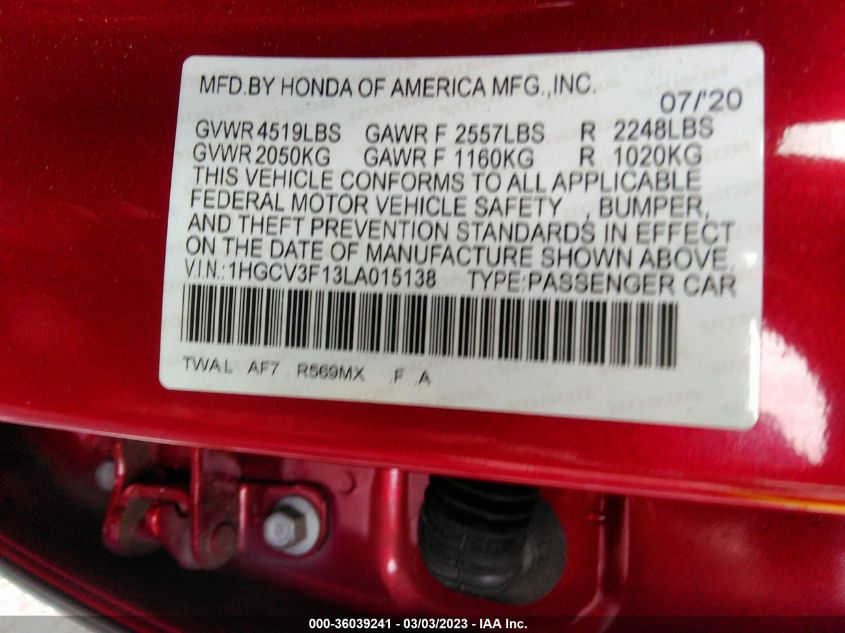 MFD.BY HONDA OF AMERICA MFG.,INC. 07/'20
GVWR 4519LBS GAWR F 2557LBS R 2248LBS
GVWR 2050KG GAWR F 1160KG R 1020KG
THIS VEHICLE CONFORMS TO ALL APPLICABLE
FEDERAL MOTOR VEHICLE SAFETY , BUMPER,
AND THEFT PREVENTION STANDARDS IN EFFECT
ON THE DATE OF MANUFACTURE SHOWN ABOVE.
V.I.N.:1HGCV3F13LA015138 TYPE:PASSENGER CAR
TWAL AF7 R569MX F A
000-36039241 - 03/03/2023 - IAA Inc.